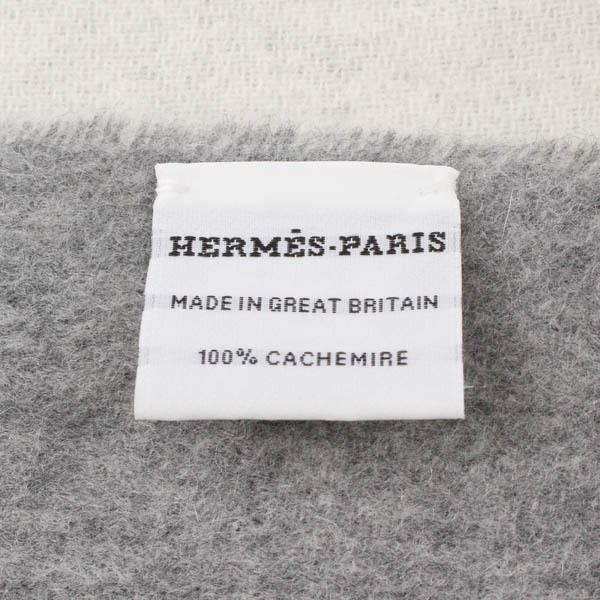 HERMÈS-PARIS
MADE IN GREAT BRITAIN
100% CACHEMIRE